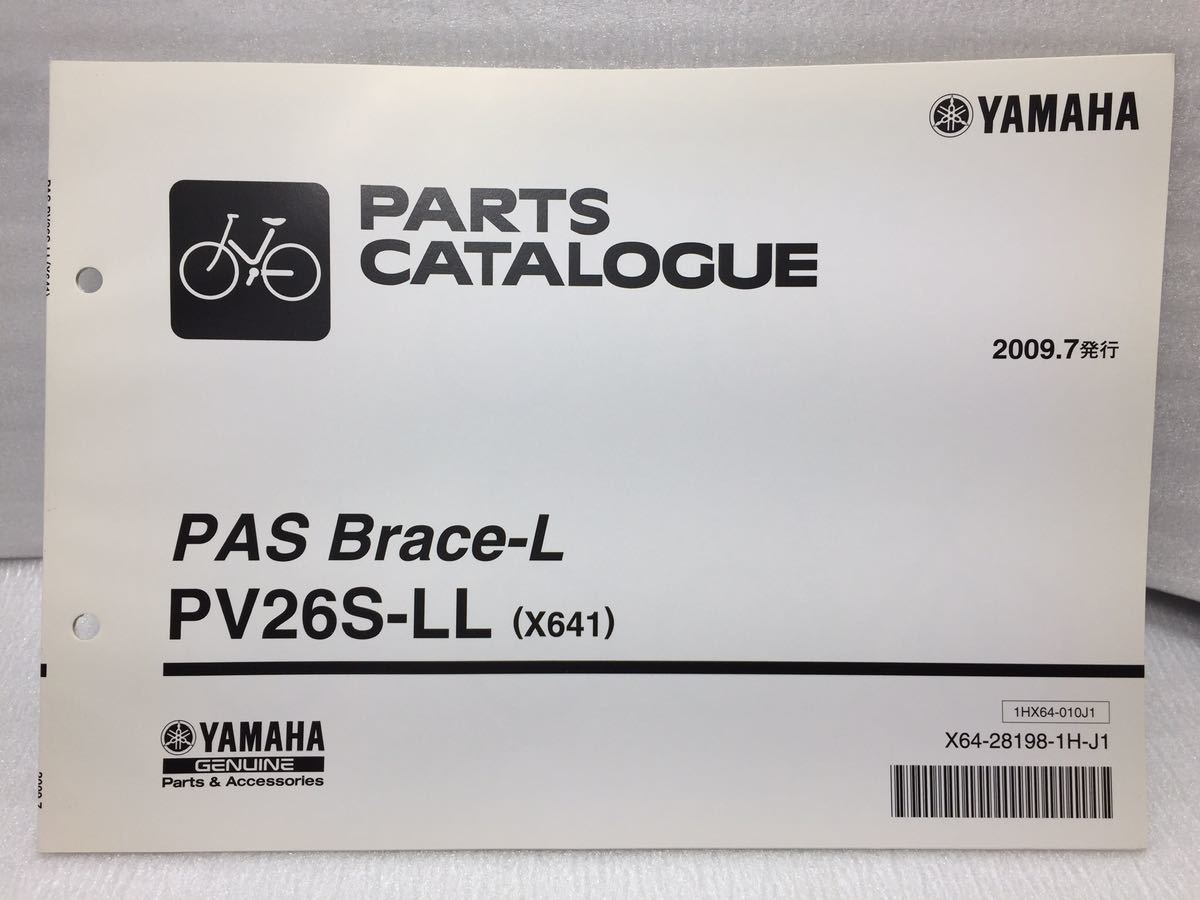 YAMAHA
PARTS
CATALOGUE
2009.7発行
PAS Brace-L
PV26S-LL (X641)
1HX64-010J1
X64-28198-1H-J1
YAMAHA
GENUINE
Parts & Accessories